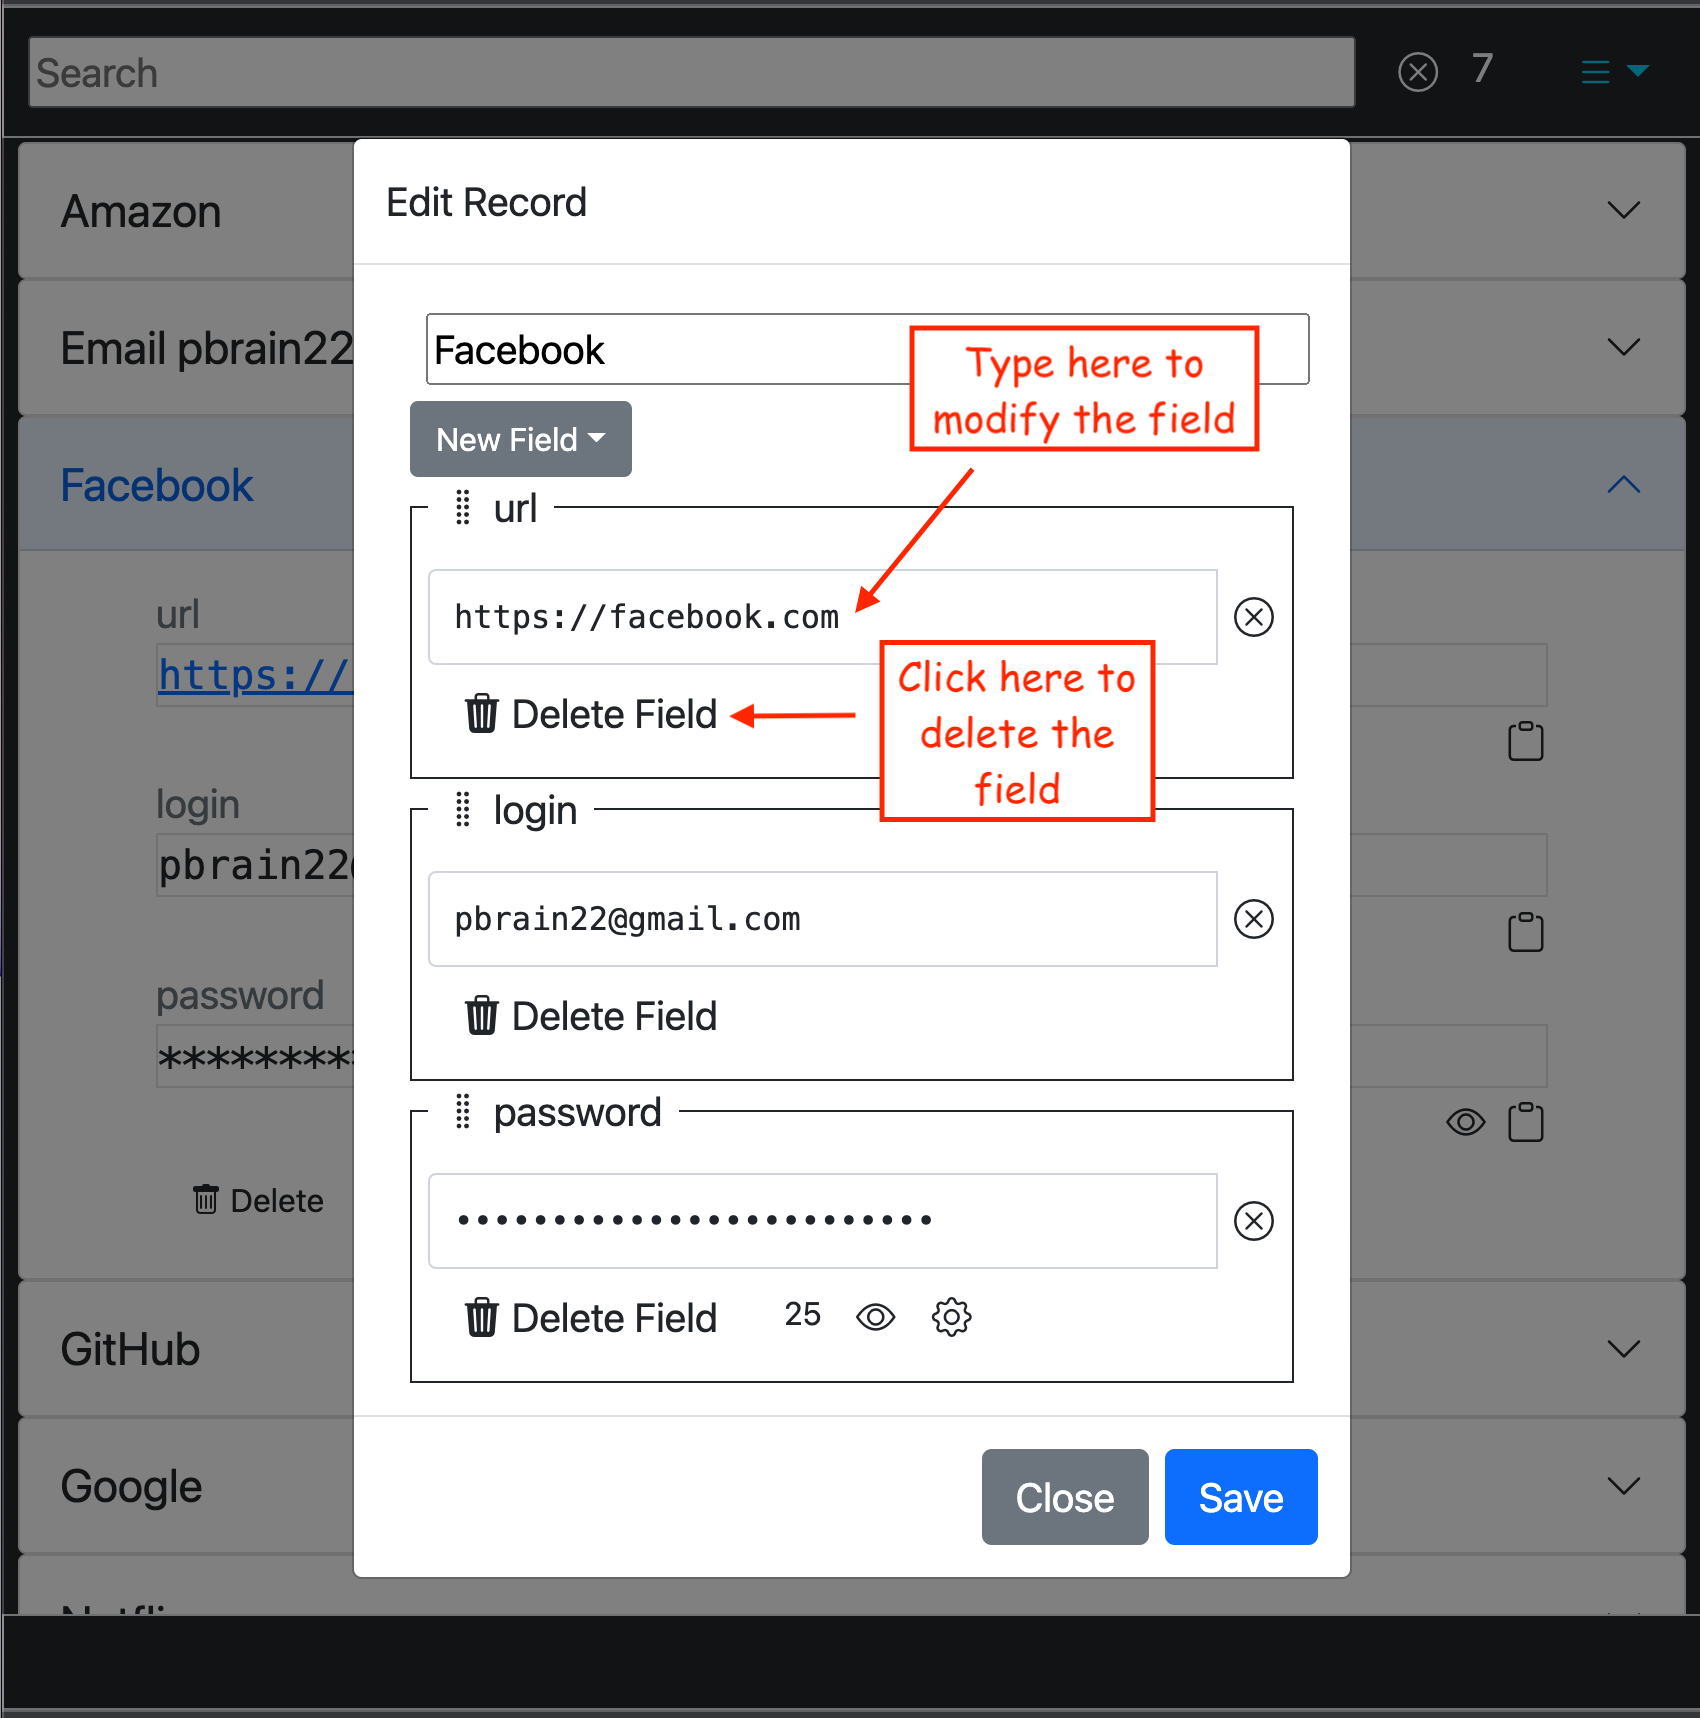 Search
7
Edit Record
Amazon
Email pbrain22
Facebook
Type here to
modify the field
New Field
Facebook
url
https://facebook.com
url
https://
Click here to
delete the
field
Delete Field
login
login
pbrain22@gmail.com
pbrain22
Delete Field
password
password
•••••••••••••••••••••••••
*********
Delete
Delete Field
25
GitHub
Google
Close
Save